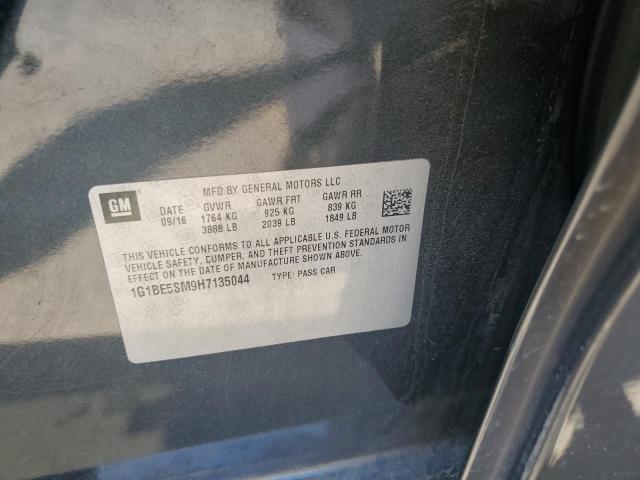 GM
MFD BY GENERAL MOTORS LLC
DATE GVWR GAWR FRT GAWR RR
09/16 1764 KG 925 KG 839 KG
3888 LB 2039 LB 1849 LB
THIS VEHICLE CONFORMS TO ALL APPLICABLE U.S. FEDERAL MOTOR
VEHICLE SAFETY, BUMPER, AND THEFT PREVENTION STANDARDS IN
EFFECT ON THE DATE OF MANUFACTURE SHOWN ABOVE.
1G1BE5SM9H7135044 TYPE: PASS CAR